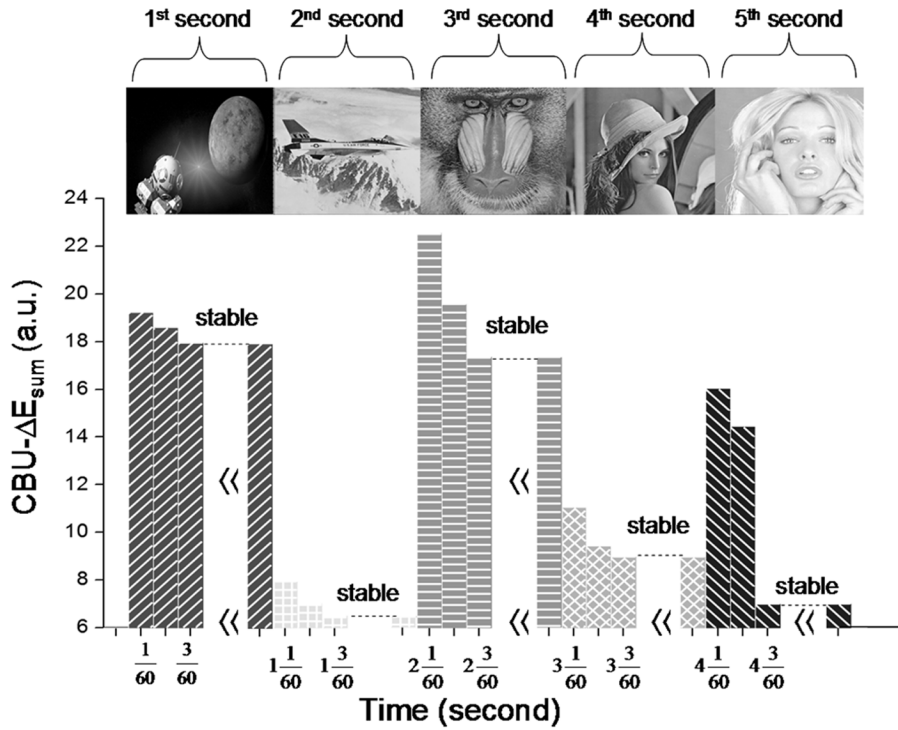 1st second 2nd second 3rd second 4th second 5th second
24
22
20
18
16
14
12
10
8
6
CBU-ΔEsum (a.u.)
stable
stable
stable
stable
stable
1/60 3/60 1 1/60 1 3/60 2 1/60 2 3/60 3 1/60 3 3/60 4 1/60 4 3/60
Time (second)